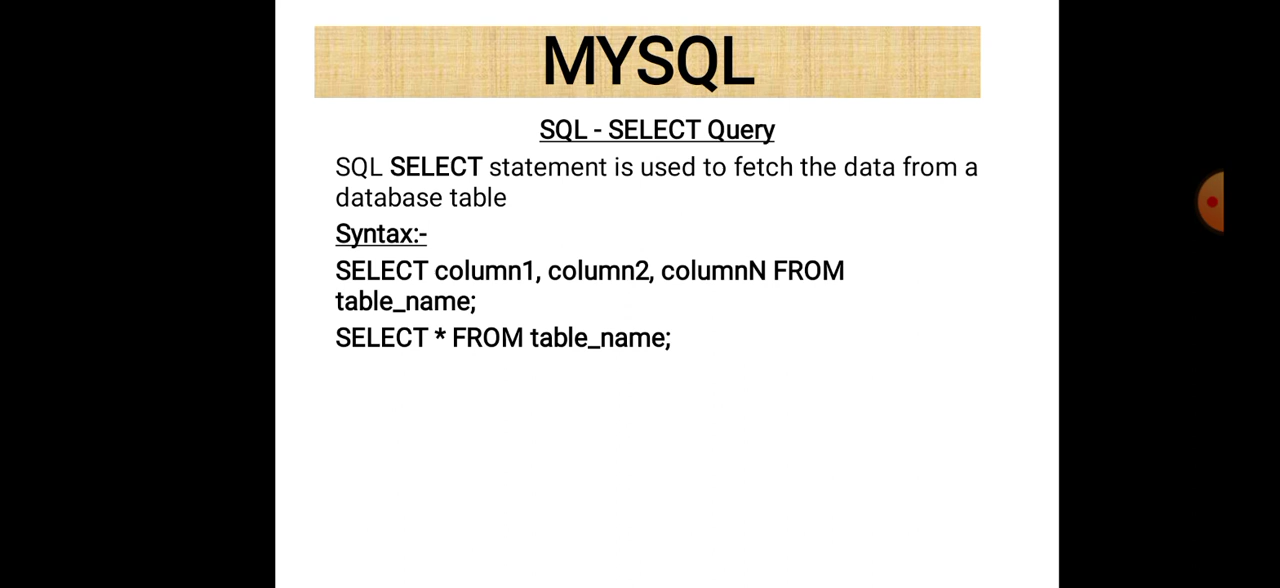 MYSQL
SQL - SELECT Query
SQL SELECT statement is used to fetch the data from a
database table
Syntax:-
SELECT column1, column2, columnN FROM
table_name;
SELECT * FROM table_name;